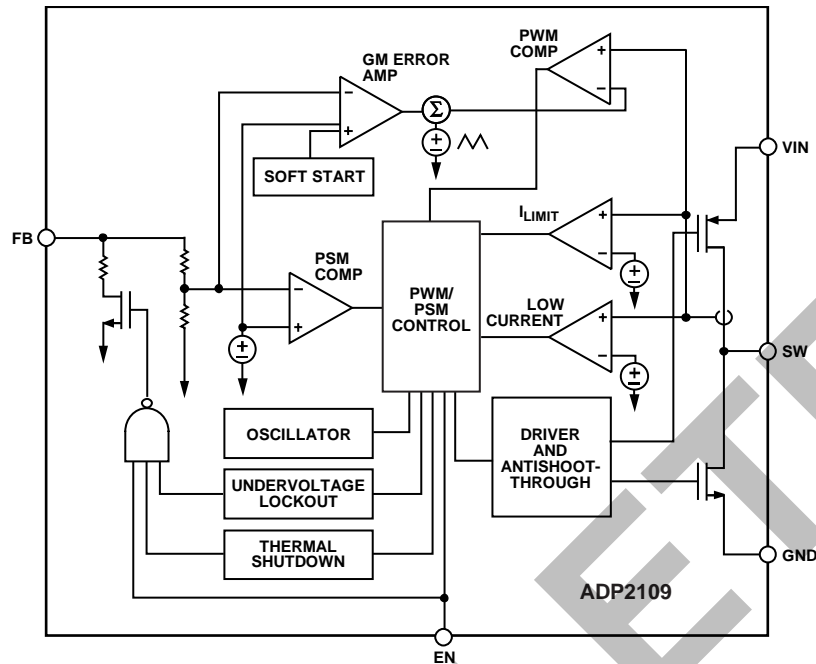 PWM
COMP
GM ERROR
AMP
+
−
−
+
Σ
+
−
SOFT START
VIN
FB
I_LIMIT
+
−
+
−
PSM
COMP
−
+
PWM/
PSM
CONTROL
LOW
CURRENT
+
−
+
−
+
−
SW
OSCILLATOR
DRIVER
AND
ANTISHOOT-
THROUGH
UNDERVOLTAGE
LOCKOUT
THERMAL
SHUTDOWN
GND
ADP2109
EN